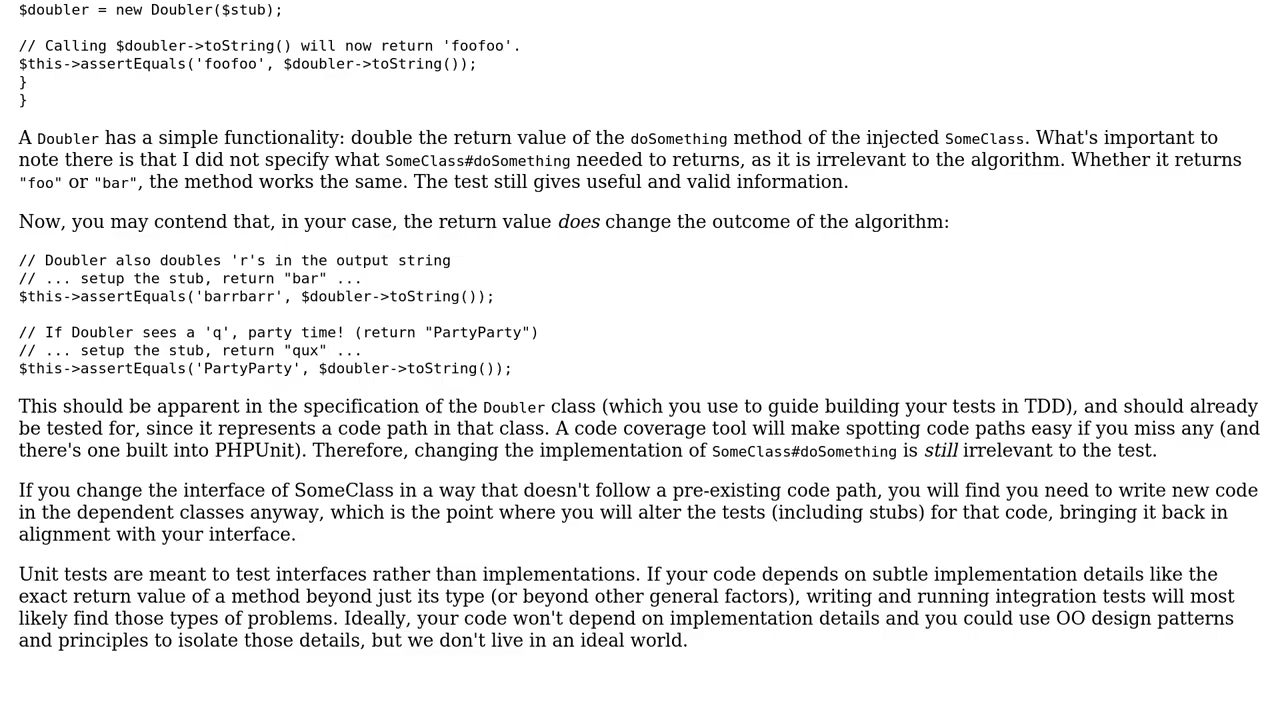 $doubler = new Doubler($stub);
// Calling $doubler->toString() will now return 'foofoo'.
$this->assertEquals('foofoo', $doubler->toString());
}
}
A Doubler has a simple functionality: double the return value of the doSomething method of the injected SomeClass. What's important to
note there is that I did not specify what SomeClass#doSomething needed to returns, as it is irrelevant to the algorithm. Whether it returns
"foo" or "bar", the method works the same. The test still gives useful and valid information.
Now, you may contend that, in your case, the return value does change the outcome of the algorithm:
// Doubler also doubles 'r's in the output string
// ... setup the stub, return "bar" ...
$this->assertEquals('barrbarr', $doubler->toString());
// If Doubler sees a 'q', party time! (return "PartyParty")
// ... setup the stub, return "qux" ...
$this->assertEquals('PartyParty', $doubler->toString());
This should be apparent in the specification of the Doubler class (which you use to guide building your tests in TDD), and should already
be tested for, since it represents a code path in that class. A code coverage tool will make spotting code paths easy if you miss any (and
there's one built into PHPUnit). Therefore, changing the implementation of SomeClass#doSomething is still irrelevant to the test.
If you change the interface of SomeClass in a way that doesn't follow a pre-existing code path, you will find you need to write new code
in the dependent classes anyway, which is the point where you will alter the tests (including stubs) for that code, bringing it back in
alignment with your interface.
Unit tests are meant to test interfaces rather than implementations. If your code depends on subtle implementation details like the
exact return value of a method beyond just its type (or beyond other general factors), writing and running integration tests will most
likely find those types of problems. Ideally, your code won't depend on implementation details and you could use OO design patterns
and principles to isolate those details, but we don't live in an ideal world.